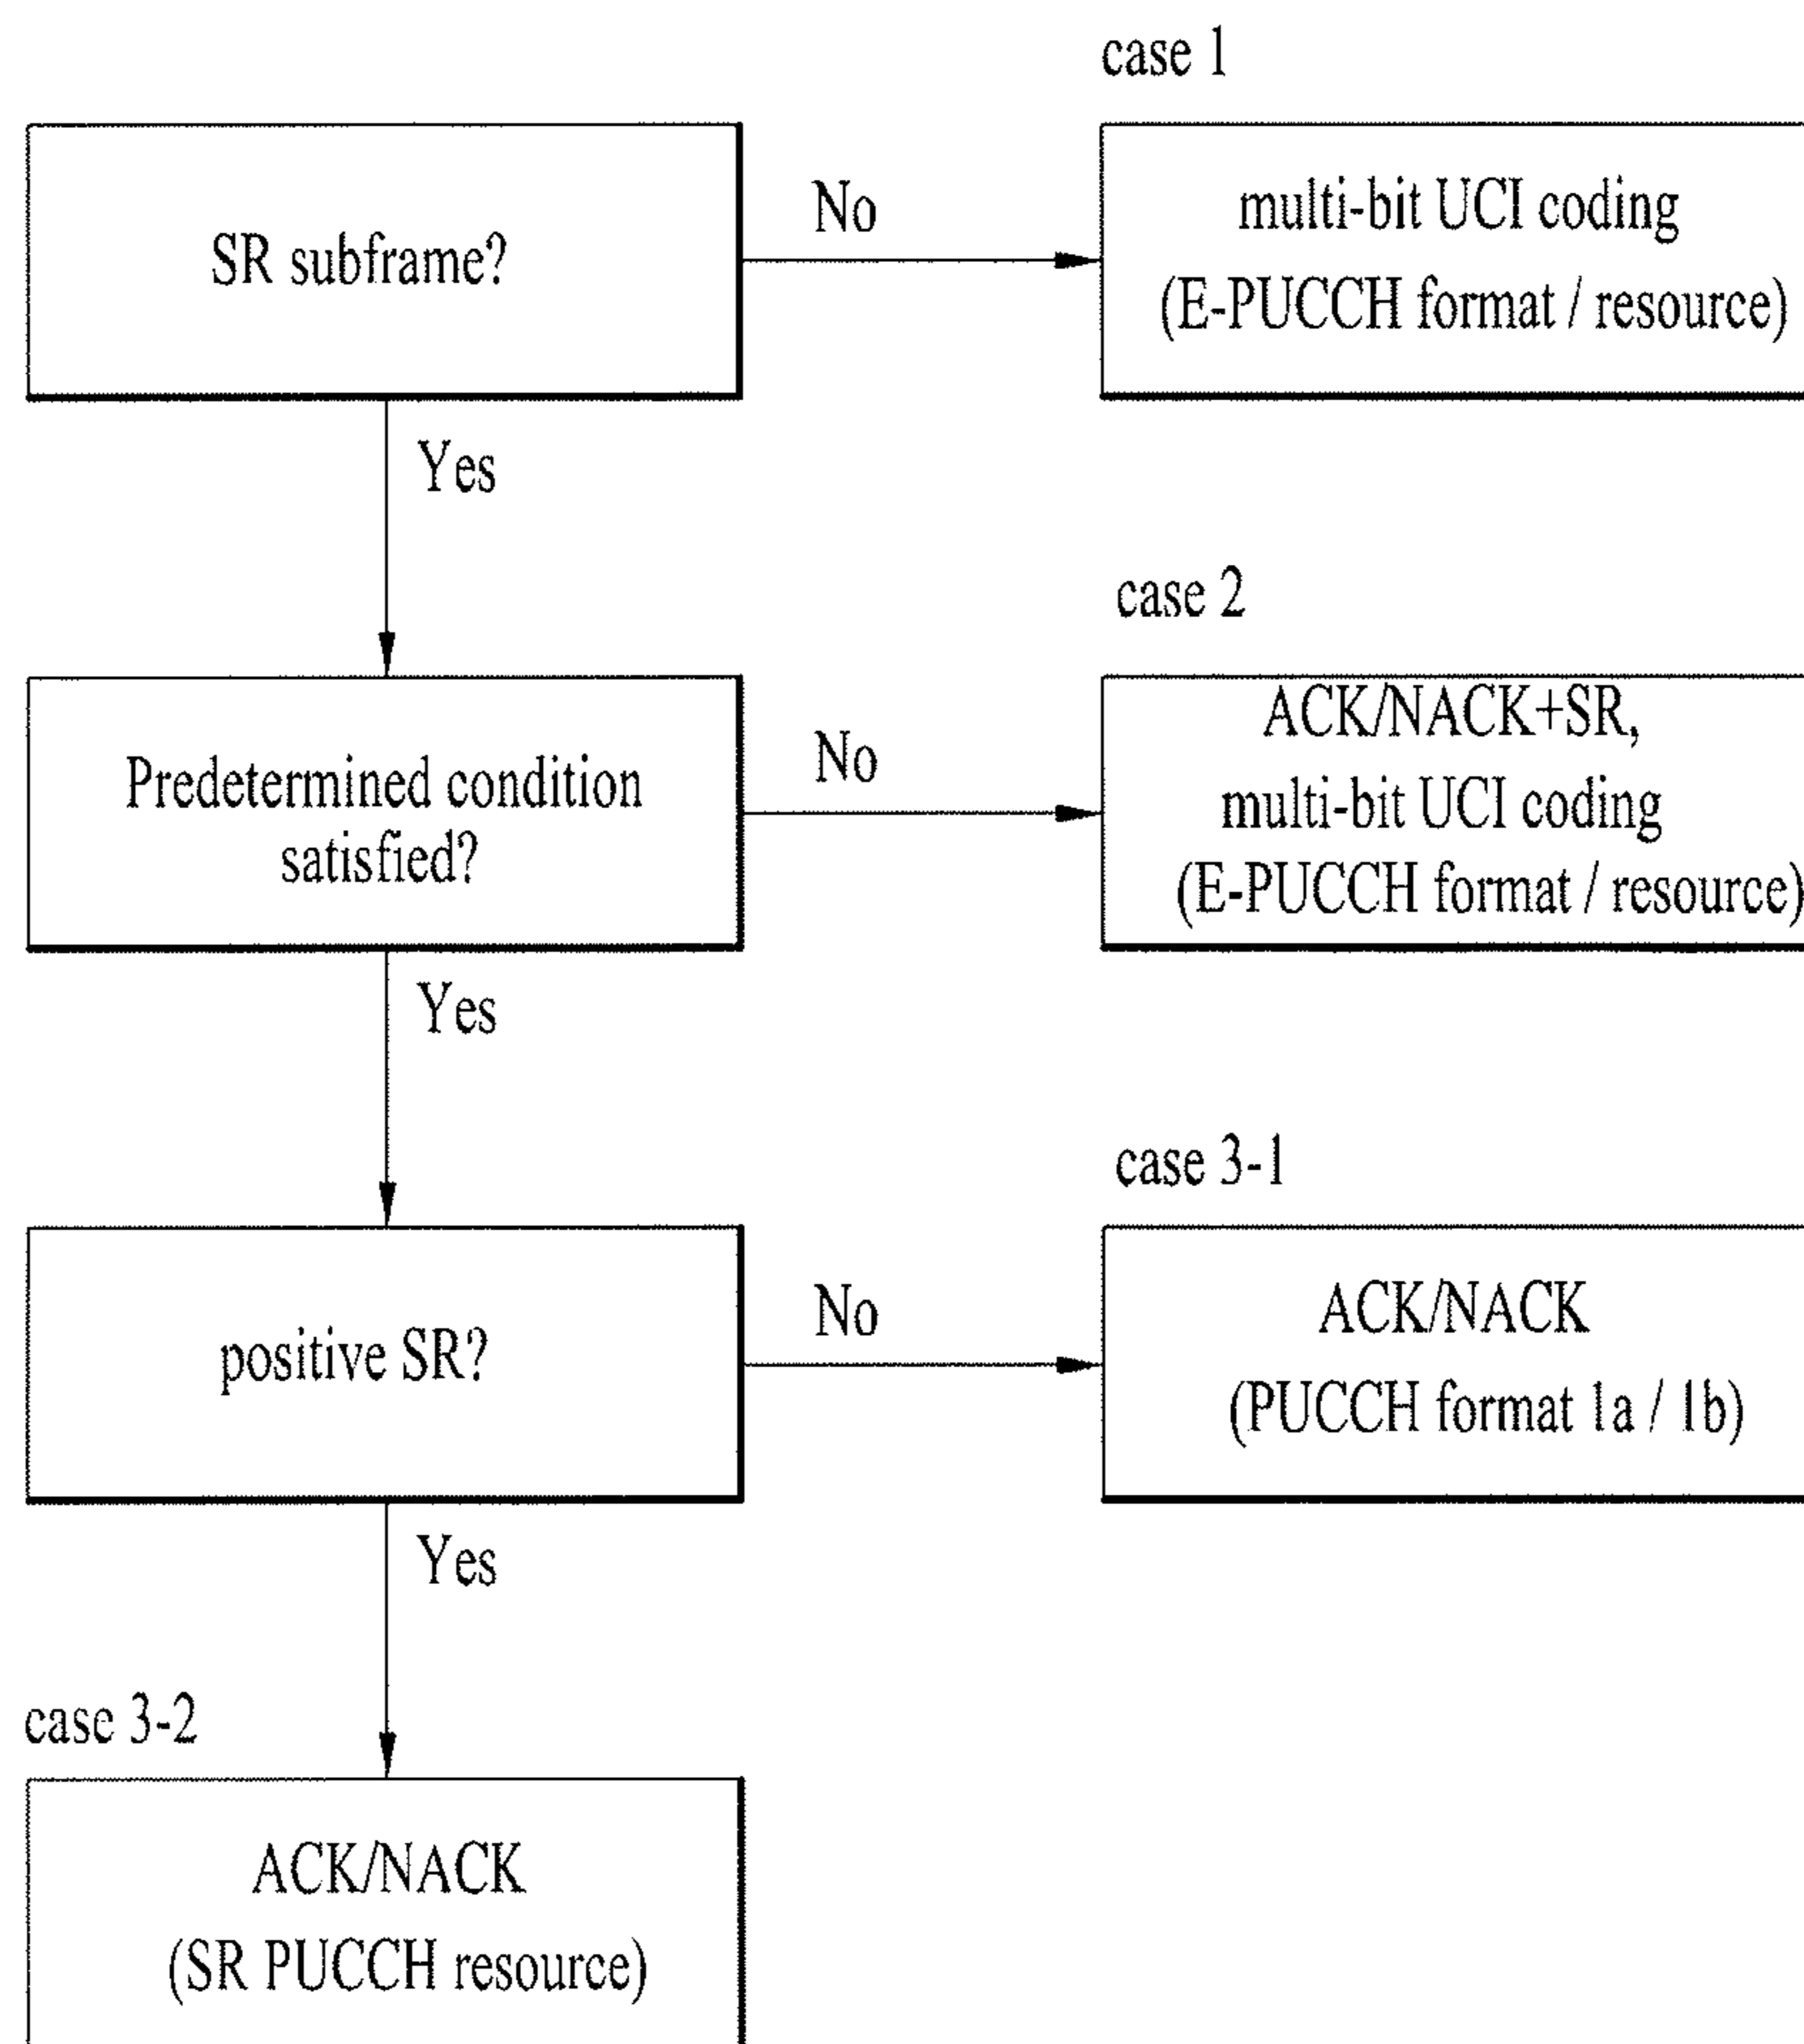 case 1
SR subframe?
No
multi-bit UCI coding
(E-PUCCH format / resource)
Yes
case 2
Predetermined condition
satisfied?
No
ACK/NACK+SR,
multi-bit UCI coding
(E-PUCCH format / resource)
Yes
case 3-1
positive SR?
No
ACK/NACK
(PUCCH format 1a / 1b)
Yes
case 3-2
ACK/NACK
(SR PUCCH resource)